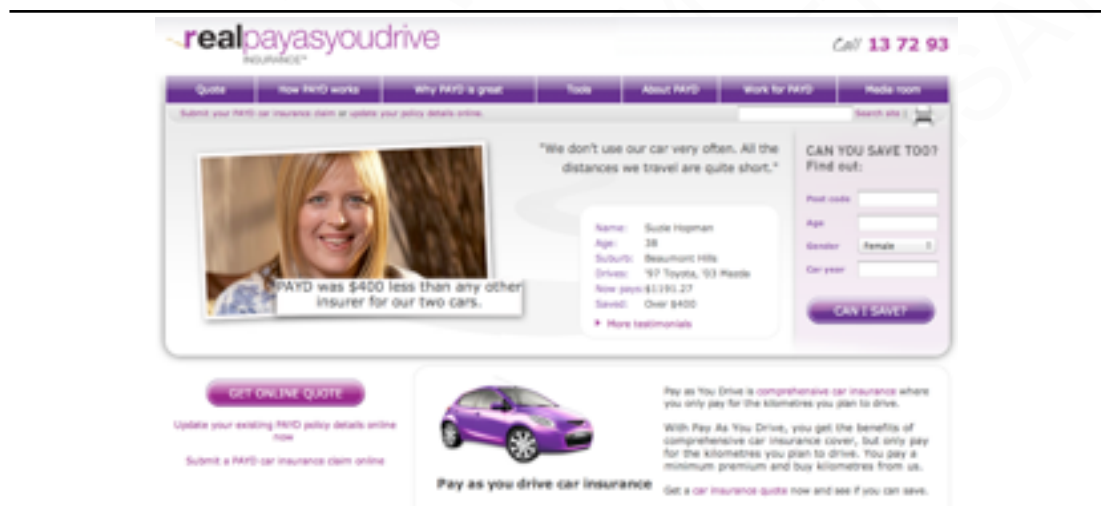 realpayasyoudrive
INSURANCE™
Call 13 72 93
Quote How PAYD works Why PAYD is great Tools About PAYD Work for PAYD Media room
Submit your PAYD car insurance claim or update your policy details online.
Search site |
"We don't use our car very often. All the
distances we travel are quite short."
PAYD was $400 less than any other
insurer for our two cars.
Name: Suzie Hopman
Age: 38
Suburb: Beaumont Hills
Drives: '97 Toyota, '93 Mazda
Now pays: $1191.27
Saved: Over $400
More testimonials
CAN YOU SAVE TOO?
Find out:
Post code
Age
Gender Female
Car year
CAN I SAVE?
GET ONLINE QUOTE
Update your existing PAYD policy details online
now
Submit a PAYD car insurance claim online
Pay as you drive car insurance
Pay as You Drive is comprehensive car insurance where
you only pay for the kilometres you plan to drive.
With Pay As You Drive, you get the benefits of
comprehensive car insurance cover, but only pay
for the kilometres you plan to drive. You pay a
minimum premium and buy kilometres from us.
Get a car insurance quote now and see if you can save.